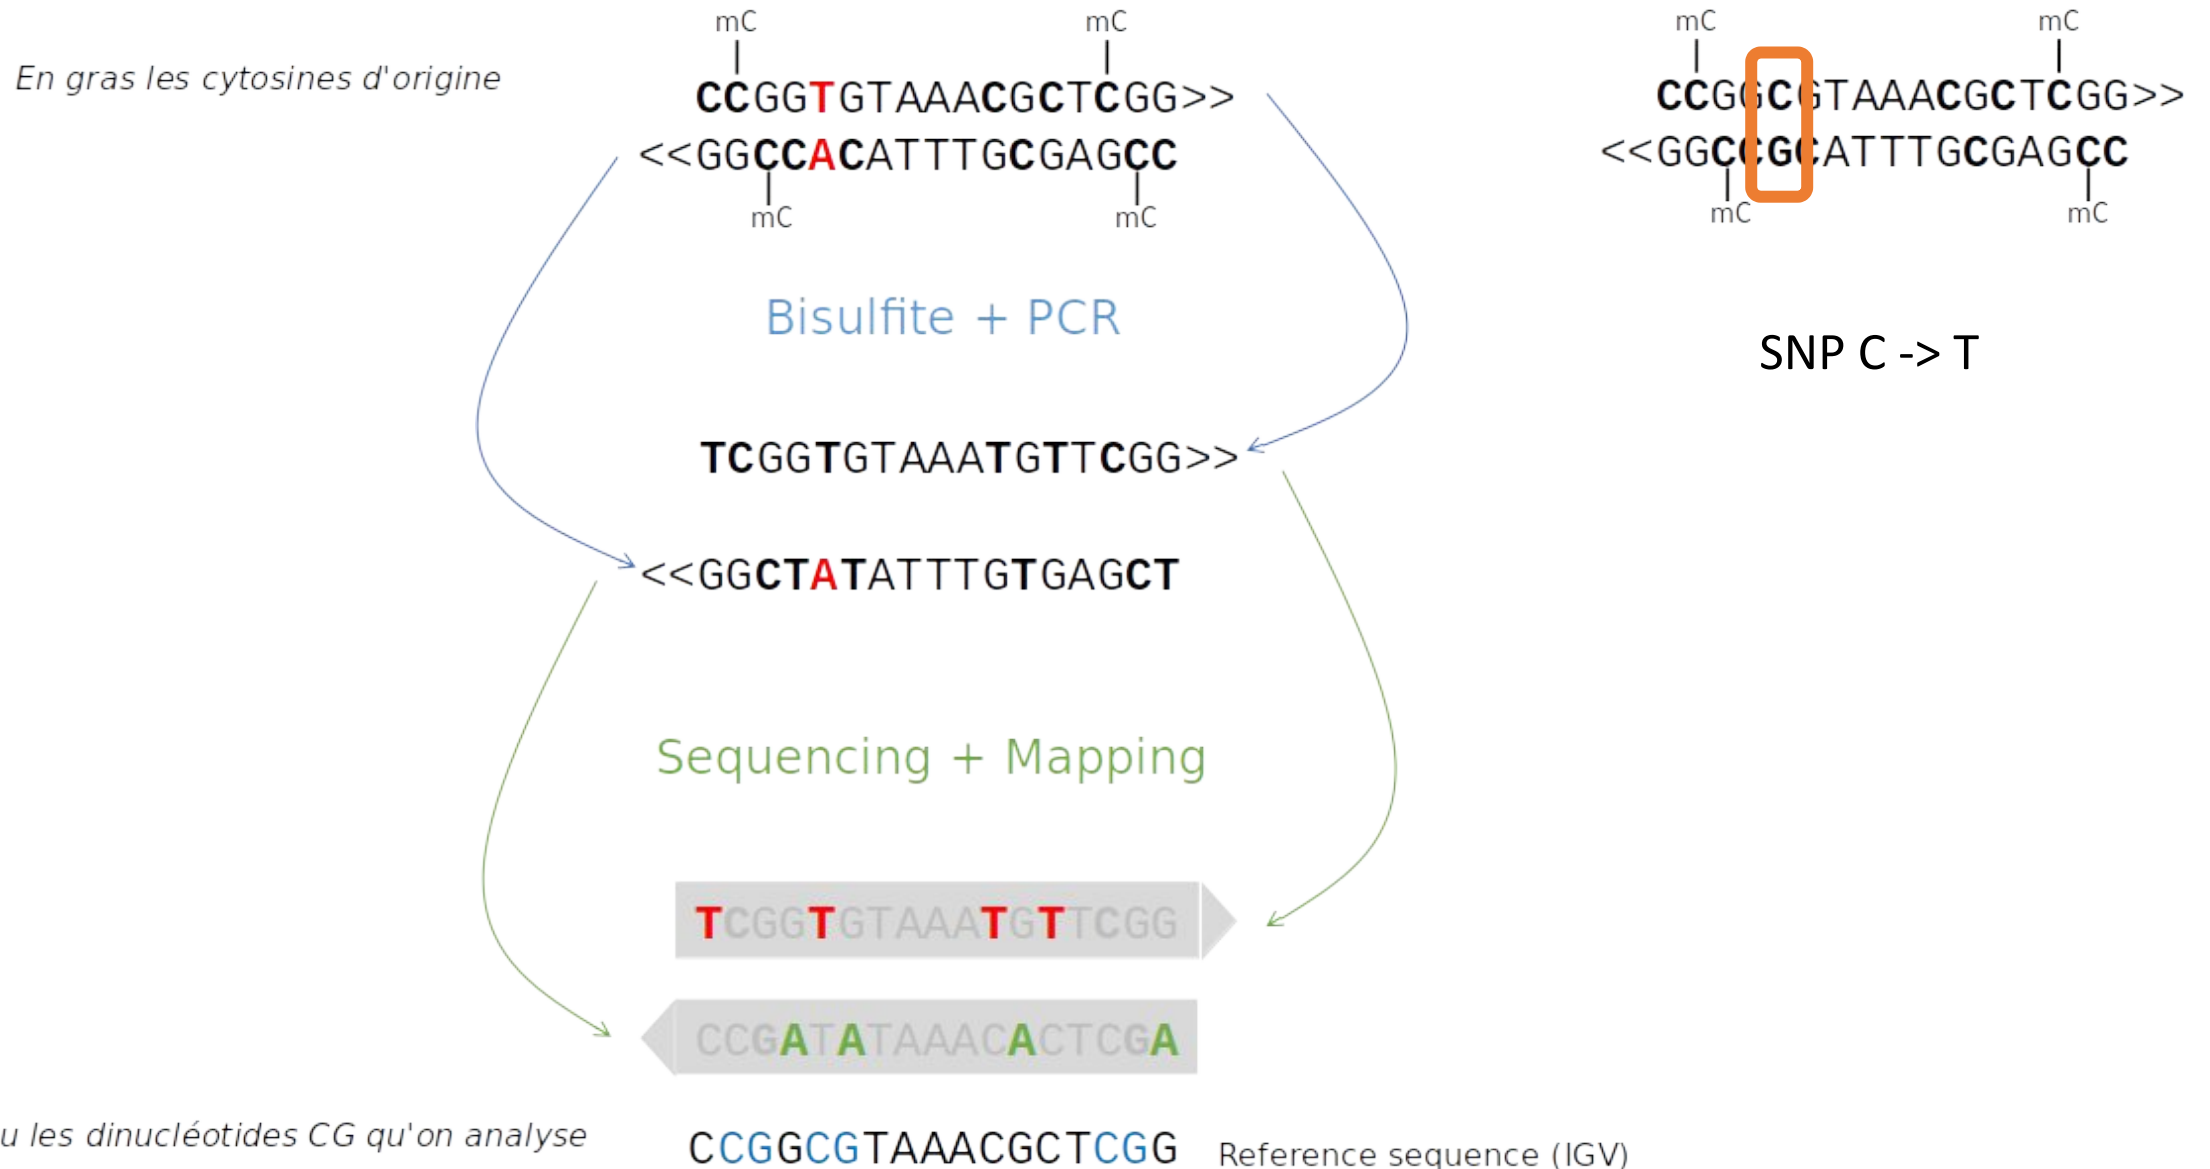 mC mC
En gras les cytosines d'origine
CCGGTGTAAACGCTCGG>>
<<GGCCACATTTGCGAGCC
mC mC
mC mC
CCGGCGTAAACGCTCGG>>
<<GGCCGCATTTGCGAGCC
mC mC
Bisulfite + PCR
SNP C -> T
TCGGTGTAAATGTTCGG>>
<<GGCTATATTTGTGAGCT
Sequencing + Mapping
TCGGTGTAAATGTTCGG
CCGATATAAACACTCGA
u les dinucléotides CG qu'on analyse
CCGGCGTAAACGCTCGG
Reference sequence (IGV)